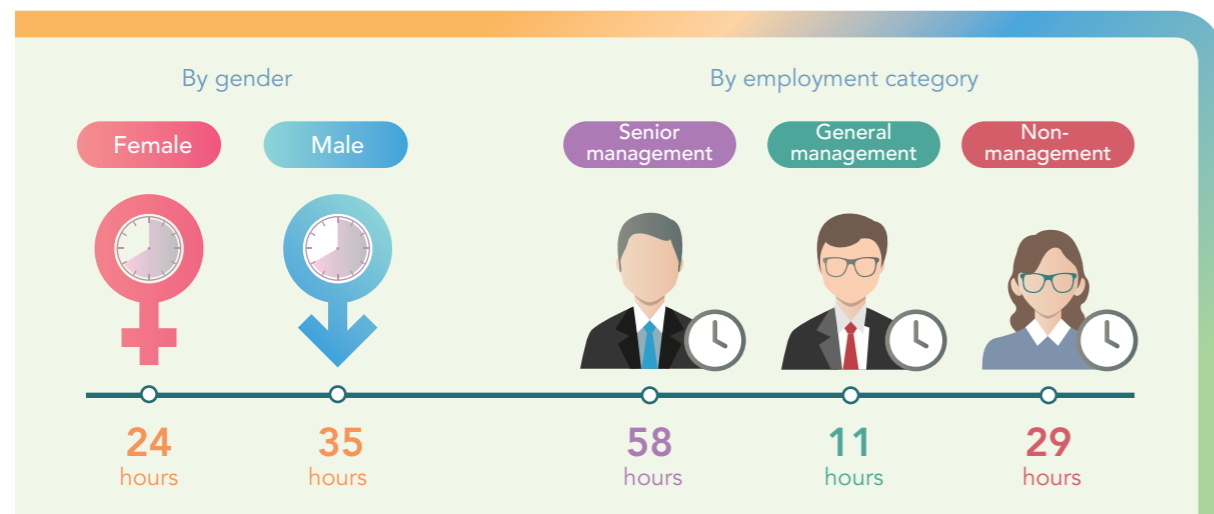 By gender
Female
Male
24
hours
35
hours
By employment category
Senior
management
General
management
Non-
management
58
hours
11
hours
29
hours